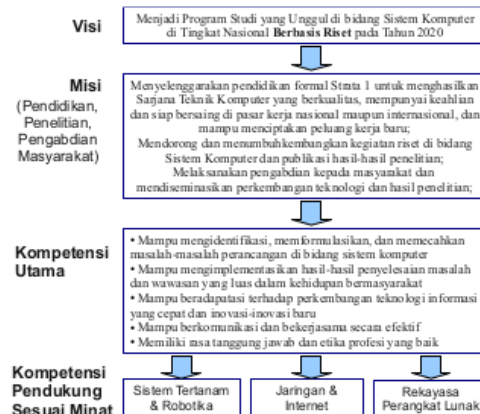 Visi
Menjadi Program Studi yang Unggul di bidang Sistem Komputer
di Tingkat Nasional Berbasis Riset pada Tahun 2020
Misi
(Pendidikan,
Penelitian,
Pengabdian
Masyarakat)
Menyelenggarakan pendidikan formal Strata 1 untuk menghasilkan
Sarjana Teknik Komputer yang berkualitas, mempunyai keahlian
dan siap bersaing di pasar kerja nasional maupun internasional, dan
mampu menciptakan peluang kerja baru;
Mendorong dan menumbuhkembangkan kegiatan riset di bidang
Sistem Komputer dan publikasi hasil-hasil penelitian;
Melaksanakan pengabdian kepada masyarakat dan
mendiseminasikan perkembangan teknologi dan hasil penelitian;
Kompetensi
Utama
• Mampu mengidentifikasi, memformulasikan, dan memecahkan
masalah-masalah perancangan di bidang sistem komputer
• Mampu mengimplementasikan hasil-hasil penyelesaian masalah
dan wawasan yang luas dalam kehidupan bermasyarakat
• Mampu beradapatasi terhadap perkembangan teknologi informasi
yang cepat dan inovasi-inovasi baru
• Mampu berkomunikasi dan bekerjasama secara efektif
• Memiliki rasa tanggung jawab dan etika profesi yang baik
Kompetensi
Pendukung
Sesuai Minat
Sistem Tertanam
& Robotika
Jaringan &
Internet
Rekayasa
Perangkat Lunak